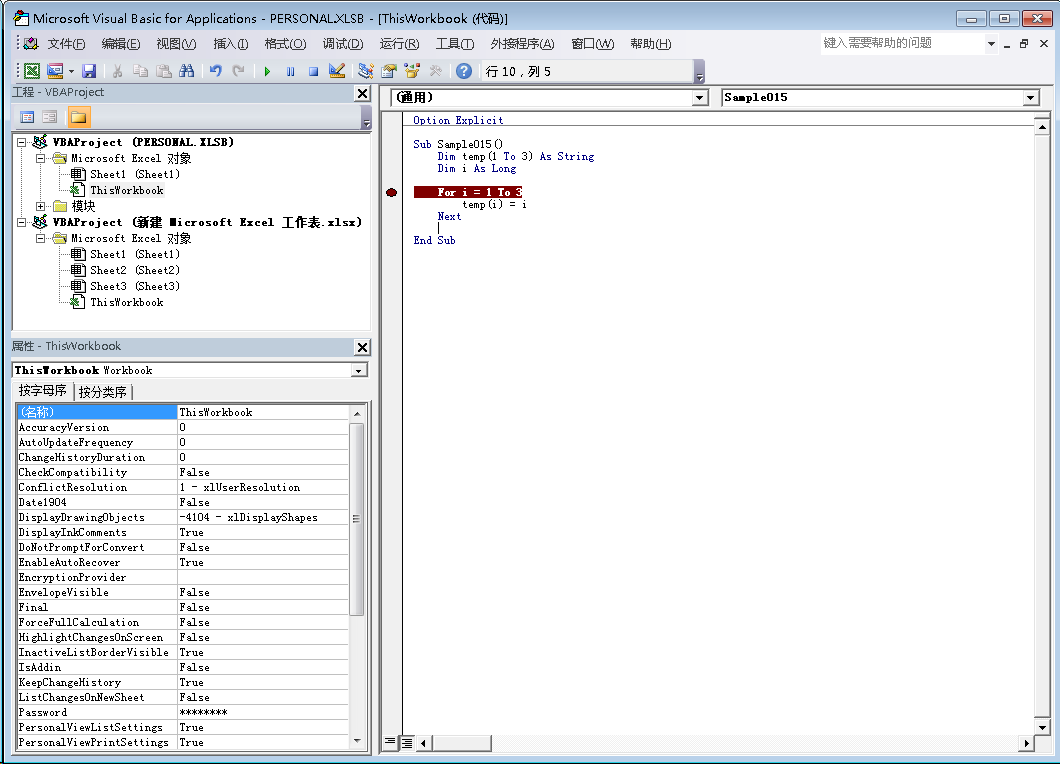 Microsoft Visual Basic for Applications - PERSONAL.XLSB - [ThisWorkbook (代码)]
文件(F) 编辑(E) 视图(V) 插入(I) 格式(O) 调试(D) 运行(R) 工具(T) 外接程序(A) 窗口(W) 帮助(H) 键入需要帮助的问题
行 10 , 列 5
工程 - VBAProject
VBAProject (PERSONAL.XLSB)
Microsoft Excel 对象
Sheet1 (Sheet1)
ThisWorkbook
模块
VBAProject (新建 Microsoft Excel 工作表.xlsx)
Microsoft Excel 对象
Sheet1 (Sheet1)
Sheet2 (Sheet2)
Sheet3 (Sheet3)
ThisWorkbook
属性 - ThisWorkbook
ThisWorkbook Workbook
按字母序 按分类序
(名称) ThisWorkbook
AccuracyVersion 0
AutoUpdateFrequency 0
ChangeHistoryDuration 0
CheckCompatibility False
ConflictResolution 1 - xlUserResolution
Date1904 False
DisplayDrawingObjects -4104 - xlDisplayShapes
DisplayInkComments True
DoNotPromptForConvert False
EnableAutoRecover True
EncryptionProvider
EnvelopeVisible False
Final False
ForceFullCalculation False
HighlightChangesOnScreen False
InactiveListBorderVisible True
IsAddin False
KeepChangeHistory True
ListChangesOnNewSheet False
Password ********
PersonalViewListSettings True
PersonalViewPrintSettings True
(通用) Sample015
Option Explicit
Sub Sample015()
Dim temp(1 To 3) As String
Dim i As Long
For i = 1 To 3
temp(i) = i
Next
End Sub